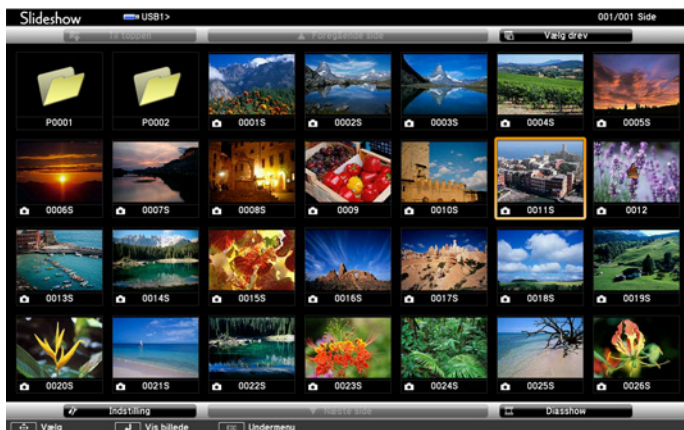 Slideshow USB1> 001/001 Side
Til toppen Foregående side Vælg drev
P0001 P0002 0001S 0002S 0003S 0004S 0005S
0006S 0007S 0008S 0009 0010S 0011S 0012
0013S 0014S 0015S 0016S 0017S 0018S 0019S
0020S 0021S 0022S 0023S 0024S 0025S 0026S
Indstilling Næste side Diasshow
Vælg Vis billede Esc Undermenu